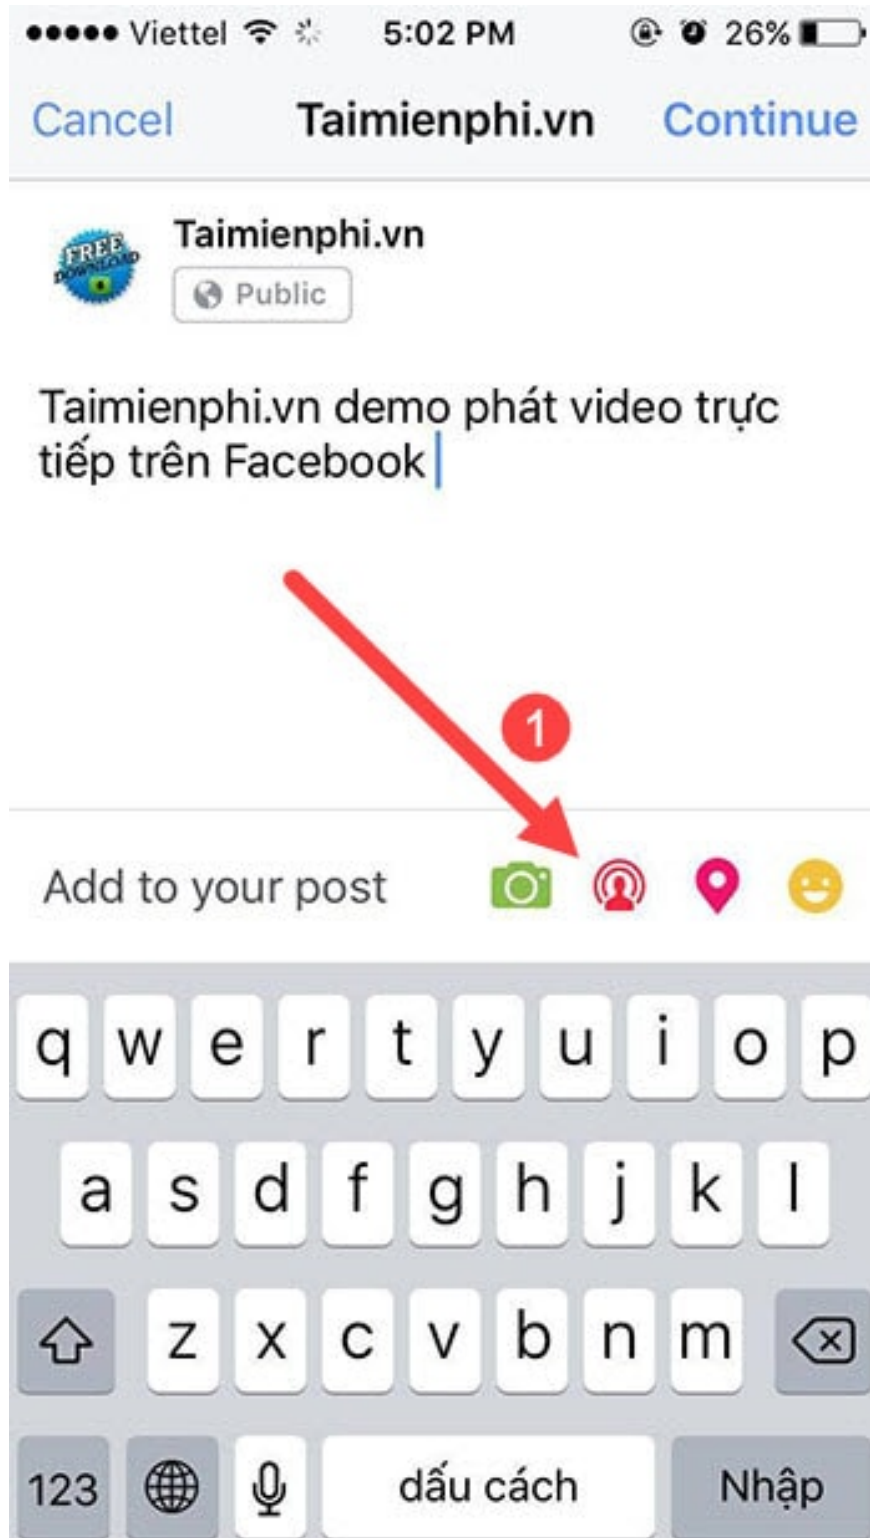 Viettel 5:02 PM 26%
Cancel Taimienphi.vn Continue
FREE
DOWNLOAD
Taimienphi.vn
Public
Taimienphi.vn demo phát video trực
tiếp trên Facebook
1
Add to your post
q w e r t y u i o p
a s d f g h j k l
z x c v b n m
123 dấu cách Nhập